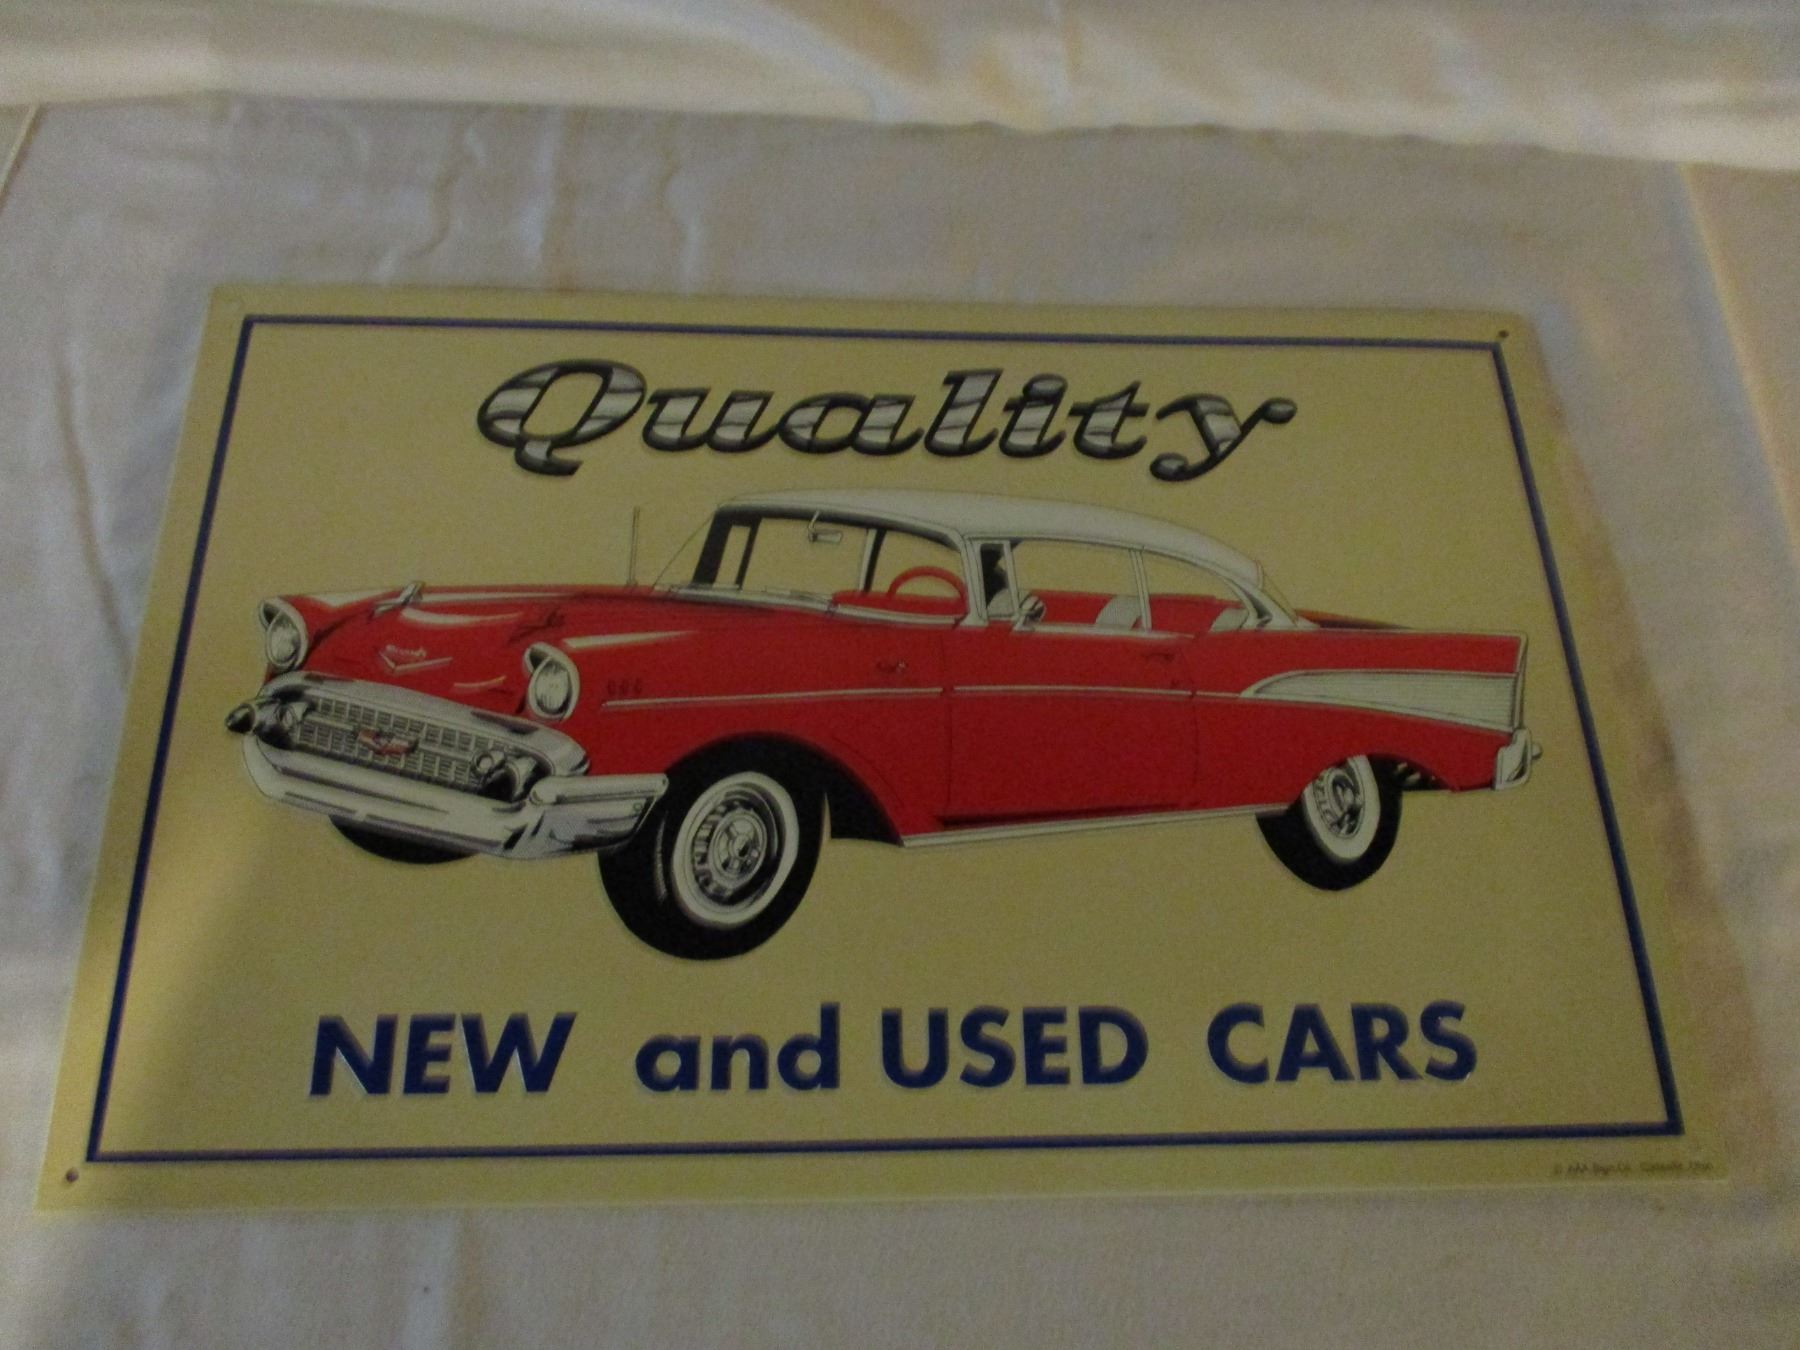 Quality
NEW and USED CARS